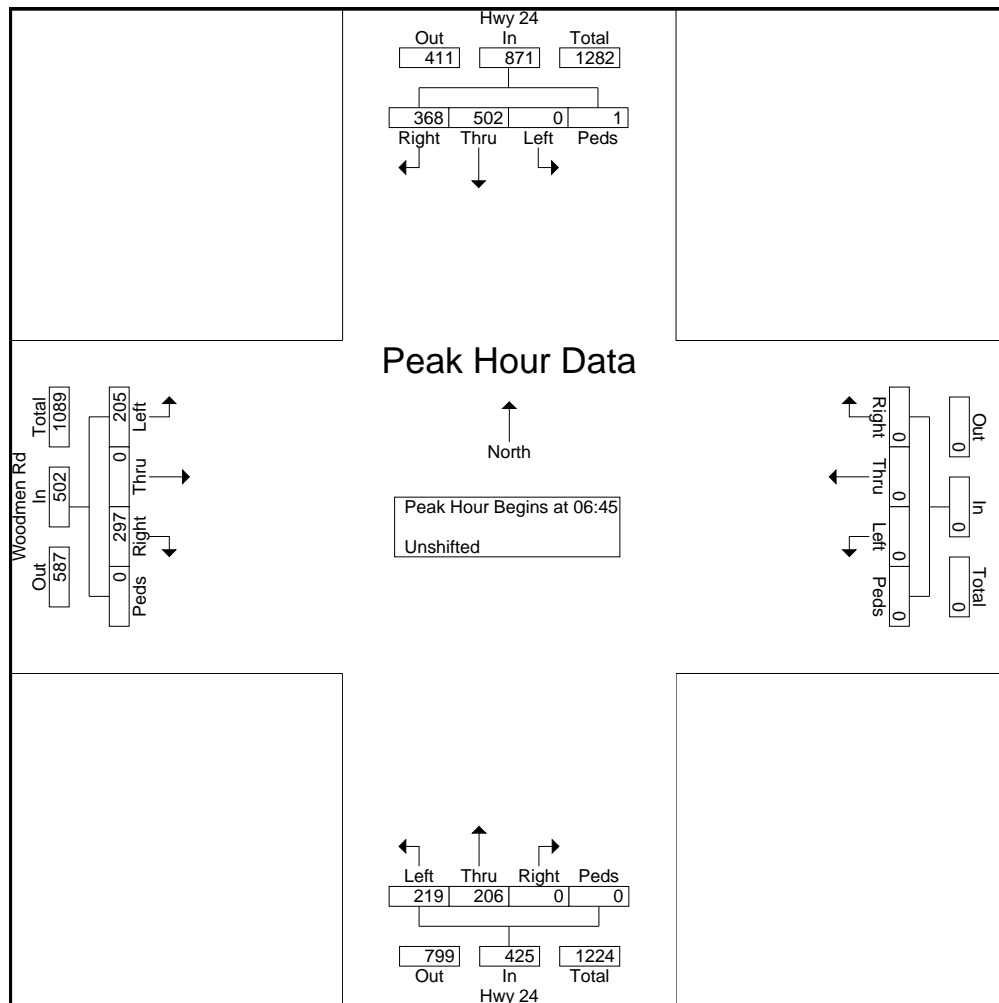 Hwy 24
Out In Total
411 871 1282
368 502 0 1
Right Thru Left Peds
Peak Hour Data
North
Peak Hour Begins at 06:45
Unshifted
Woodmen Rd
Out In Total
587 502 1089
205 0 297 0
Left Thru Right Peds
Out In Total
0 0 0
Right Thru Left Peds
0 0 0 0
Left Thru Right Peds
219 206 0 0
799 425 1224
Out In Total
Hwy 24